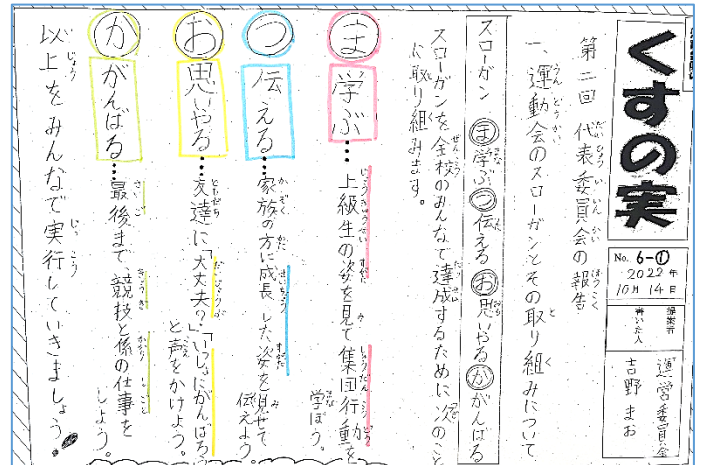 くすの実
No. 6-①
2022年
10月14日
提案者
書いた人
運営委員会
吉野まお
第二回 代表委員会の報告
一、運動会のスローガンとその取り組みについて
スローガン ま学ぶ つ伝える お思いやる かがんばる
スローガンを全校のみんなで達成するために次のこと
に取り組みます。
ま 学ぶ…上級生の姿を見て集団行動を
学ぼう。
つ 伝える…家族の方に成長した姿を見せて
伝えよう。
お 思いやる…友達に「大丈夫?」「いっしょにがんばろう」
と声をかけよう。
か がんばる…最後まで競技と係の仕事を
しよう。
以上をみんなで実行していきましょう。